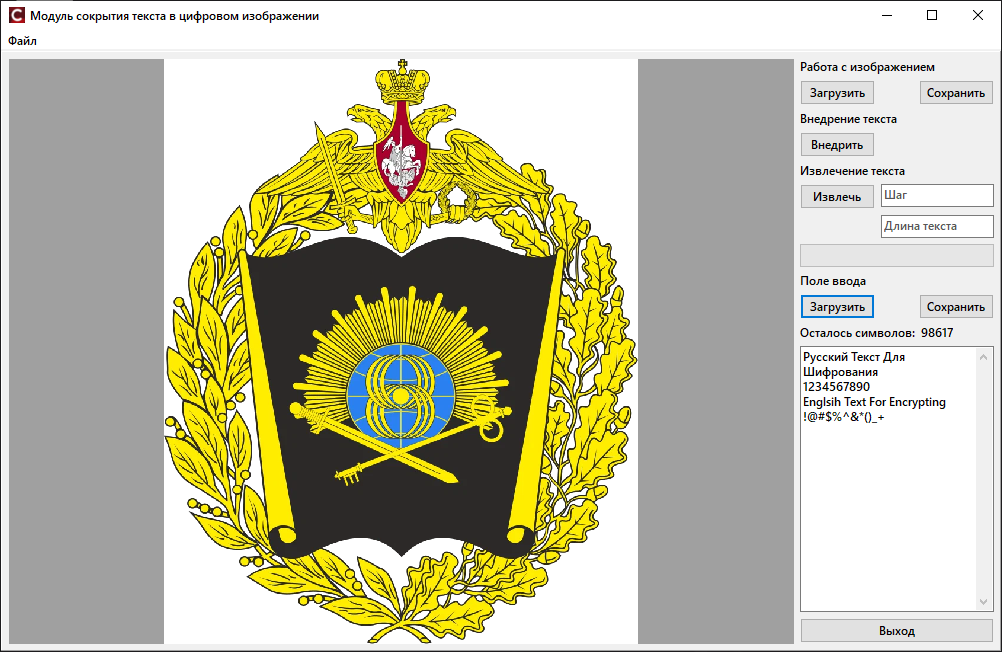 Модуль сокрытия текста в цифровом изображении
Файл
Работа с изображением
Загрузить Сохранить
Внедрение текста
Внедрить
Извлечение текста
Извлечь Шаг
Длина текста
Поле ввода
Загрузить Сохранить
Осталось символов: 98617
Русский Текст Для
Шифрования
1234567890
Englsih Text For Encrypting
!@#$%^&*()_+
Выход